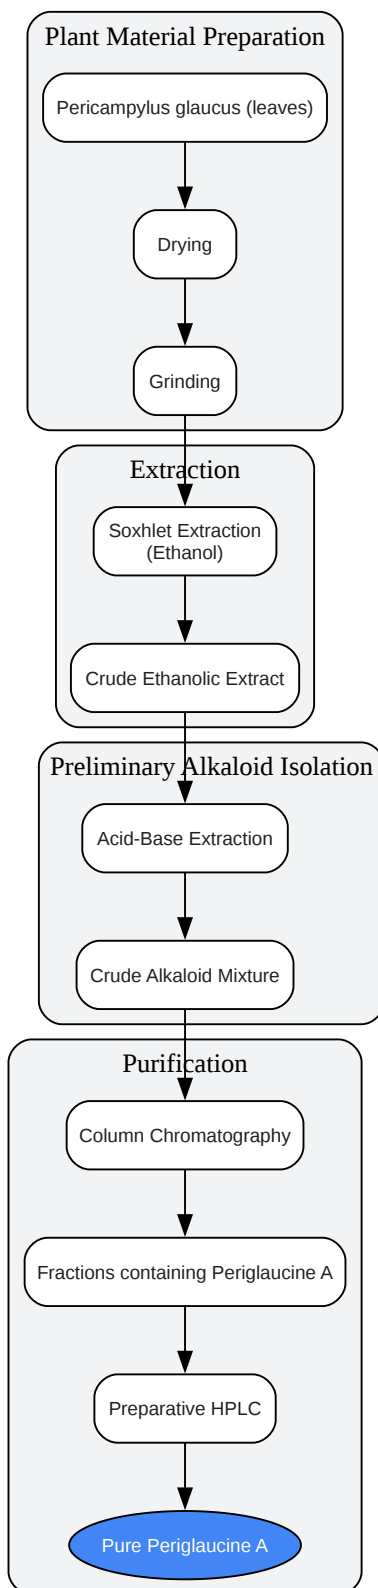 Plant Material Preparation
Pericampylus glaucus (leaves)
Drying
Grinding
Extraction
Soxhlet Extraction
(Ethanol)
Crude Ethanolic Extract
Preliminary Alkaloid Isolation
Acid-Base Extraction
Crude Alkaloid Mixture
Purification
Column Chromatography
Fractions containing Periglaucine A
Preparative HPLC
Pure Periglaucine A